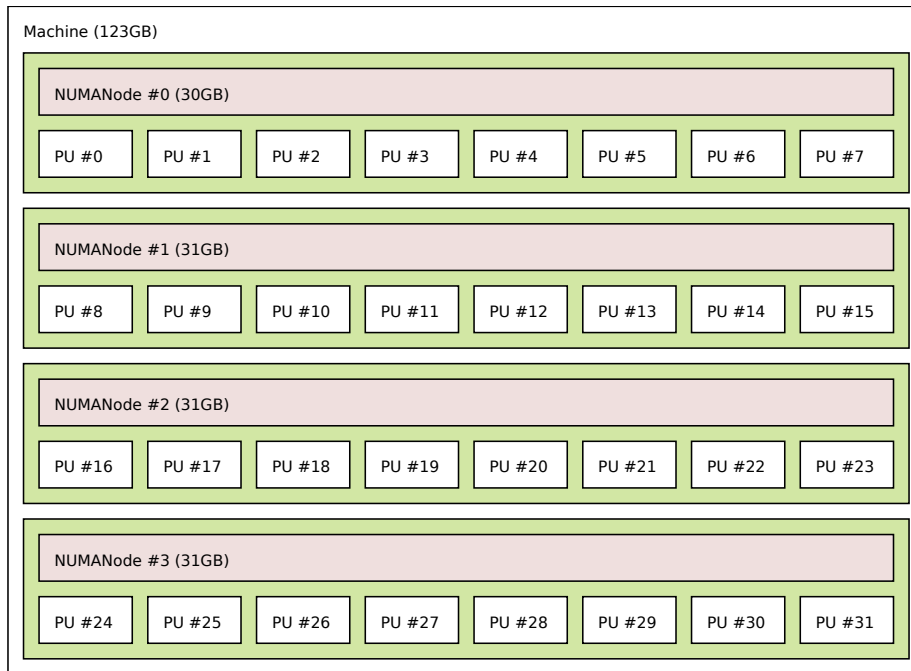 Machine (123GB)
NUMANode #0 (30GB)
PU #0 PU #1 PU #2 PU #3 PU #4 PU #5 PU #6 PU #7
NUMANode #1 (31GB)
PU #8 PU #9 PU #10 PU #11 PU #12 PU #13 PU #14 PU #15
NUMANode #2 (31GB)
PU #16 PU #17 PU #18 PU #19 PU #20 PU #21 PU #22 PU #23
NUMANode #3 (31GB)
PU #24 PU #25 PU #26 PU #27 PU #28 PU #29 PU #30 PU #31